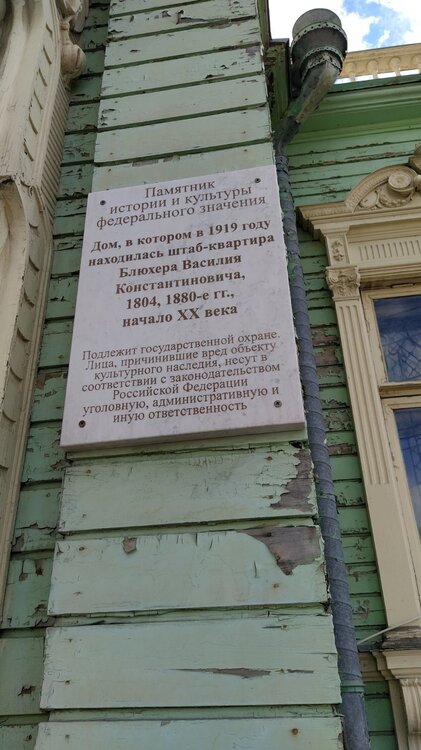 Памятник
истории и культуры
федерального значения
Дом, в котором в 1919 году
находилась штаб-квартира
Блюхера Василия
Константиновича,
1804, 1880-е гг.,
начало XX века
Подлежит государственной охране.
Лица, причинившие вред объекту
культурного наследия, несут в
соответствии с законодательством
Российской Федерации
уголовную, административную и
иную ответственность